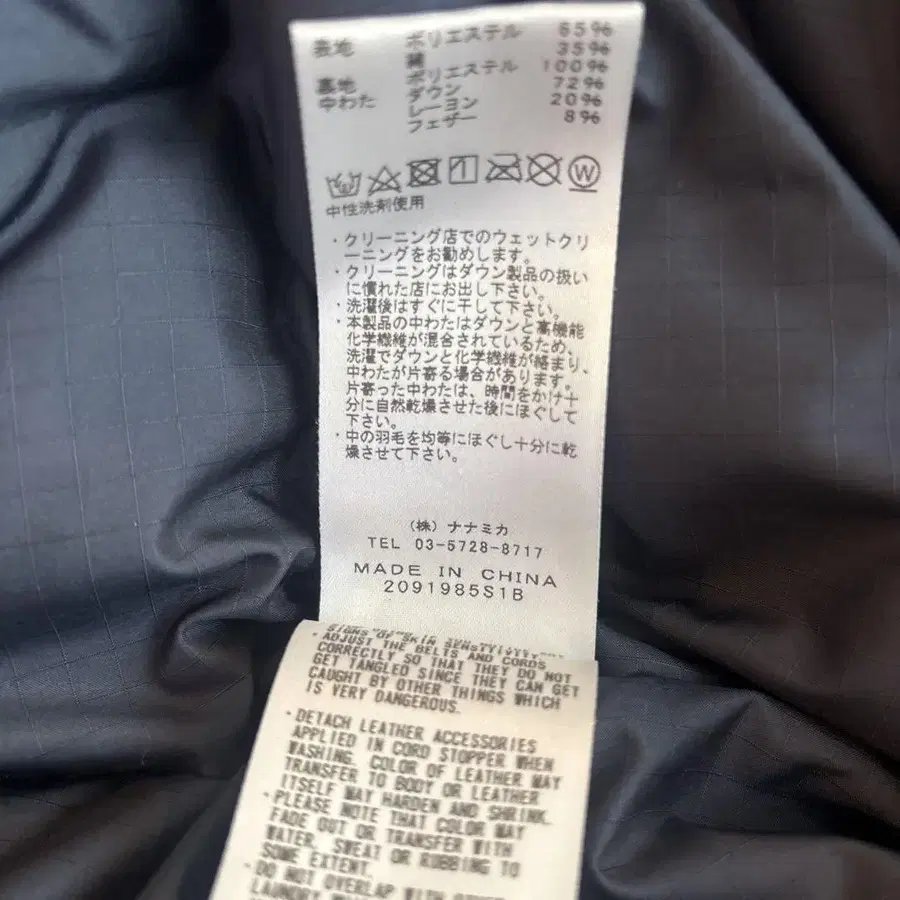 表地 ポリエステル 65%
綿 35%
裏地 ポリエステル 100%
中わた ダウン 72%
レーヨン 20%
フェザー 8%
W
中性洗剤使用
・クリーニング店でのウェットクリ
ーニングをお勧めします。
・クリーニングはダウン製品の扱い
に慣れた店にお出し下さい。
・洗濯後はすぐに干して下さい。
・本製品の中わたはダウンと高機能
化学繊維が混合されているため、
洗濯でダウンと化学繊維が絡まり、
中わたが片寄る場合があります。
片寄った中わたは、時間をかけ十
分に自然乾燥させた後にほぐして
下さい。
・中の羽毛を均等にほぐし十分に乾
燥させて下さい。
(株) ナナミカ
TEL 03-5728-8717
MADE IN CHINA
2091985S1B
SIGNS OF SKIN
・ADJUST THE BELTS AND CORDS
CORRECTLY SO THAT THEY DO NOT
GET TANGLED SINCE THEY CAN GET
CAUGHT BY OTHER THINGS WHICH
IS VERY DANGEROUS.
・DETACH LEATHER ACCESSORIES
APPLIED IN CORD STOPPER WHEN
WASHING. COLOR OF LEATHER MAY
TRANSFER TO BODY OR LEATHER
ITSELF MAY HARDEN AND SHRINK.
・PLEASE NOTE THAT COLOR MAY
FADE OUT OR TRANSFER WITH
WATER, SWEAT OR RUBBING TO
SOME EXTENT.
・DO NOT OVERLAP WITH OTHER
LAUNDRY